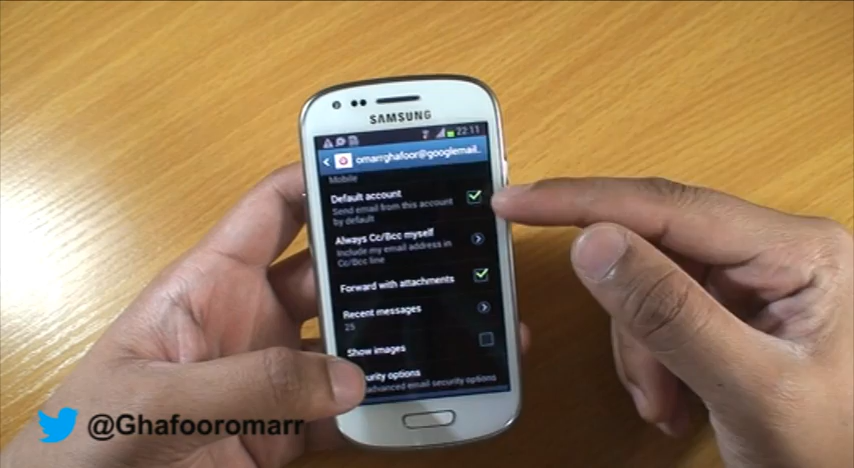 SAMSUNG
22:11
omarrghafoor@googlemail..
Mobile
Default account
Send email from this account
by default
Always Cc/Bcc myself
Include my email address in
Cc/Bcc line
Forward with attachments
Recent messages
25
Show images
curity options
advanced email security options
@Ghafooromarr